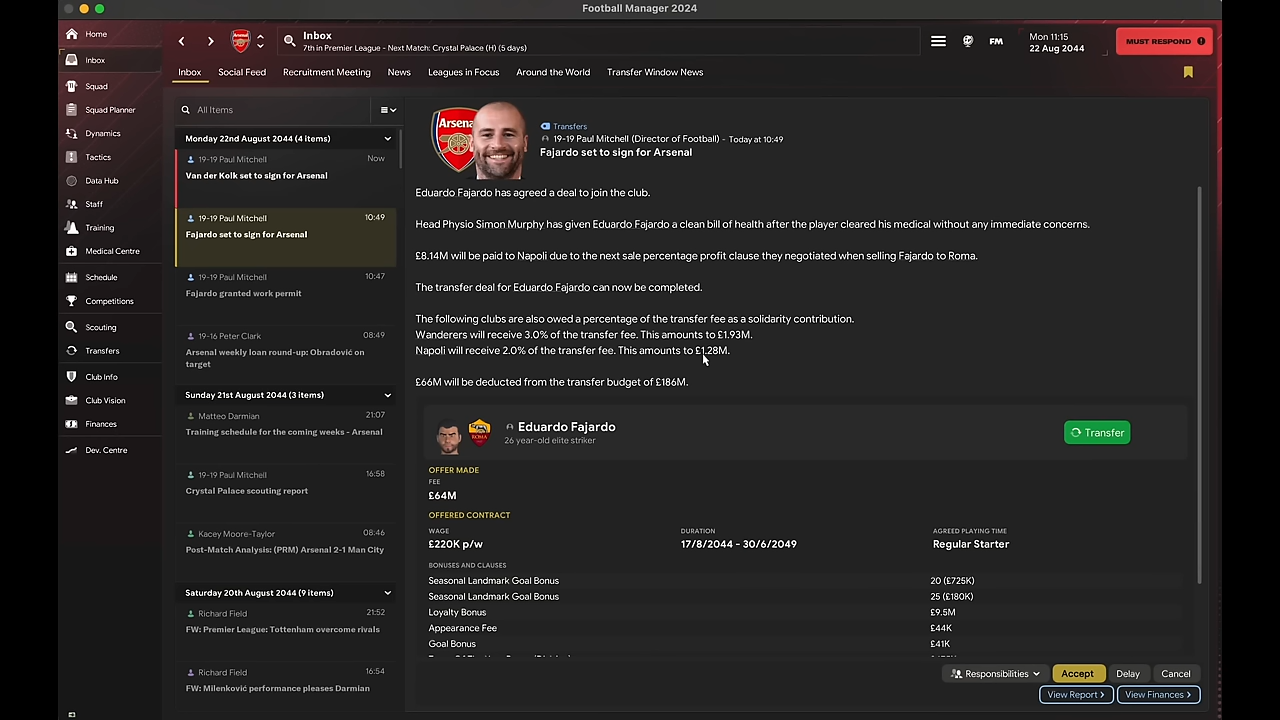 Football Manager 2024
Home
Inbox
Squad
Squad Planner
Dynamics
Tactics
Data Hub
Staff
Training
Medical Centre
Schedule
Competitions
Scouting
Transfers
Club Info
Club Vision
Finances
Dev. Centre
Inbox
7th in Premier League - Next Match: Crystal Palace (H) (5 days)
FM
Mon 11:15
22 Aug 2044
MUST RESPOND
Inbox Social Feed Recruitment Meeting News Leagues in Focus Around the World Transfer Window News
All Items
Monday 22nd August 2044 (4 items)
19-19 Paul Mitchell Now
Van der Kolk set to sign for Arsenal
19-19 Paul Mitchell 10:49
Fajardo set to sign for Arsenal
19-19 Paul Mitchell 10:47
Fajardo granted work permit
19-16 Peter Clark 08:49
Arsenal weekly loan round-up: Obradović on
target
Sunday 21st August 2044 (3 items)
Matteo Darmian 21:07
Training schedule for the coming weeks - Arsenal
19-19 Paul Mitchell 16:58
Crystal Palace scouting report
Kacey Moore-Taylor 08:46
Post-Match Analysis: (PRM) Arsenal 2-1 Man City
Saturday 20th August 2044 (9 items)
Richard Field 21:52
FW: Premier League: Tottenham overcome rivals
Richard Field 16:54
FW: Milenković performance pleases Darmian
Arsenal
Transfers
19-19 Paul Mitchell (Director of Football) - Today at 10:49
Fajardo set to sign for Arsenal
Eduardo Fajardo has agreed a deal to join the club.
Head Physio Simon Murphy has given Eduardo Fajardo a clean bill of health after the player cleared his medical without any immediate concerns.
£8.14M will be paid to Napoli due to the next sale percentage profit clause they negotiated when selling Fajardo to Roma.
The transfer deal for Eduardo Fajardo can now be completed.
The following clubs are also owed a percentage of the transfer fee as a solidarity contribution.
Wanderers will receive 3.0% of the transfer fee. This amounts to £1.93M.
Napoli will receive 2.0% of the transfer fee. This amounts to £1.28M.
£66M will be deducted from the transfer budget of £186M.
Eduardo Fajardo
26 year-old elite striker
Transfer
OFFER MADE
FEE
£64M
OFFERED CONTRACT
WAGE DURATION AGREED PLAYING TIME
£220K p/w 17/8/2044 - 30/6/2049 Regular Starter
BONUSES AND CLAUSES
Seasonal Landmark Goal Bonus 20 (£725K)
Seasonal Landmark Goal Bonus 25 (£180K)
Loyalty Bonus £9.5M
Appearance Fee £44K
Goal Bonus £41K
Responsibilities Accept Delay Cancel
View Report View Finances